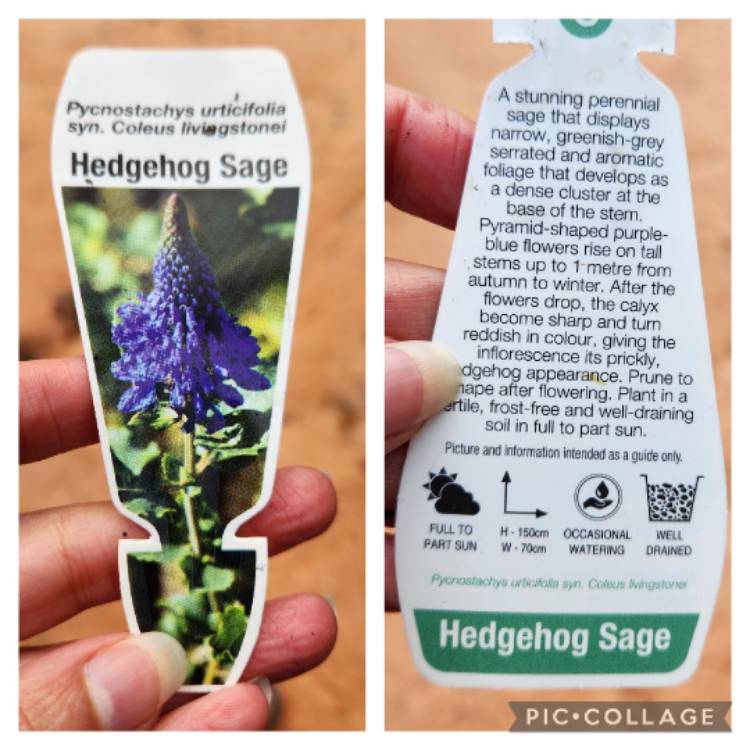 Pycnostachys urticifolia
syn. Coleus livingstonei
Hedgehog Sage
A stunning perennial
sage that displays
narrow, greenish-grey
serrated and aromatic
foliage that develops as
a dense cluster at the
base of the stem.
Pyramid-shaped purple-
blue flowers rise on tall
stems up to 1 metre from
autumn to winter. After the
flowers drop, the calyx
become sharp and turn
reddish in colour, giving the
inflorescence its prickly,
dgehog appearance. Prune to
hape after flowering. Plant in a
ertile, frost-free and well-draining
soil in full to part sun.
Picture and information intended as a guide only.
FULL TO
PART SUN
H - 150cm
W - 70cm
OCCASIONAL
WATERING
WELL
DRAINED
Pycnostachys urticifolia syn. Coleus livingstonei
Hedgehog Sage
PIC•COLLAGE